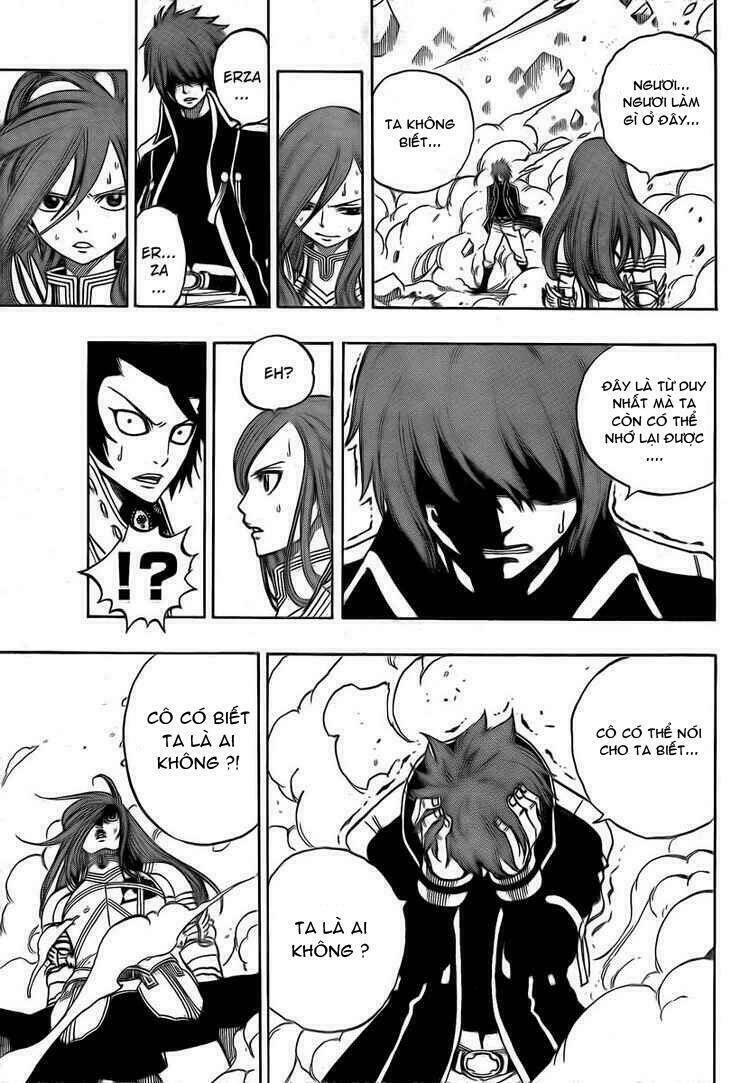 NGƯƠI...
NGƯƠI LÀM
GÌ Ở ĐÂY...
TA KHÔNG
BIẾT...
ERZA
...
ER...
ZA
ĐÂY LÀ TỪ DUY
NHẤT MÀ TA
CÒN CÓ THỂ
NHỚ LẠI ĐƯỢC
....
EH?
!?
CÔ CÓ THỂ NÓI
CHO TA BIẾT...
TA LÀ AI
KHÔNG ?
CÔ CÓ BIẾT
TA LÀ AI
KHÔNG ?!